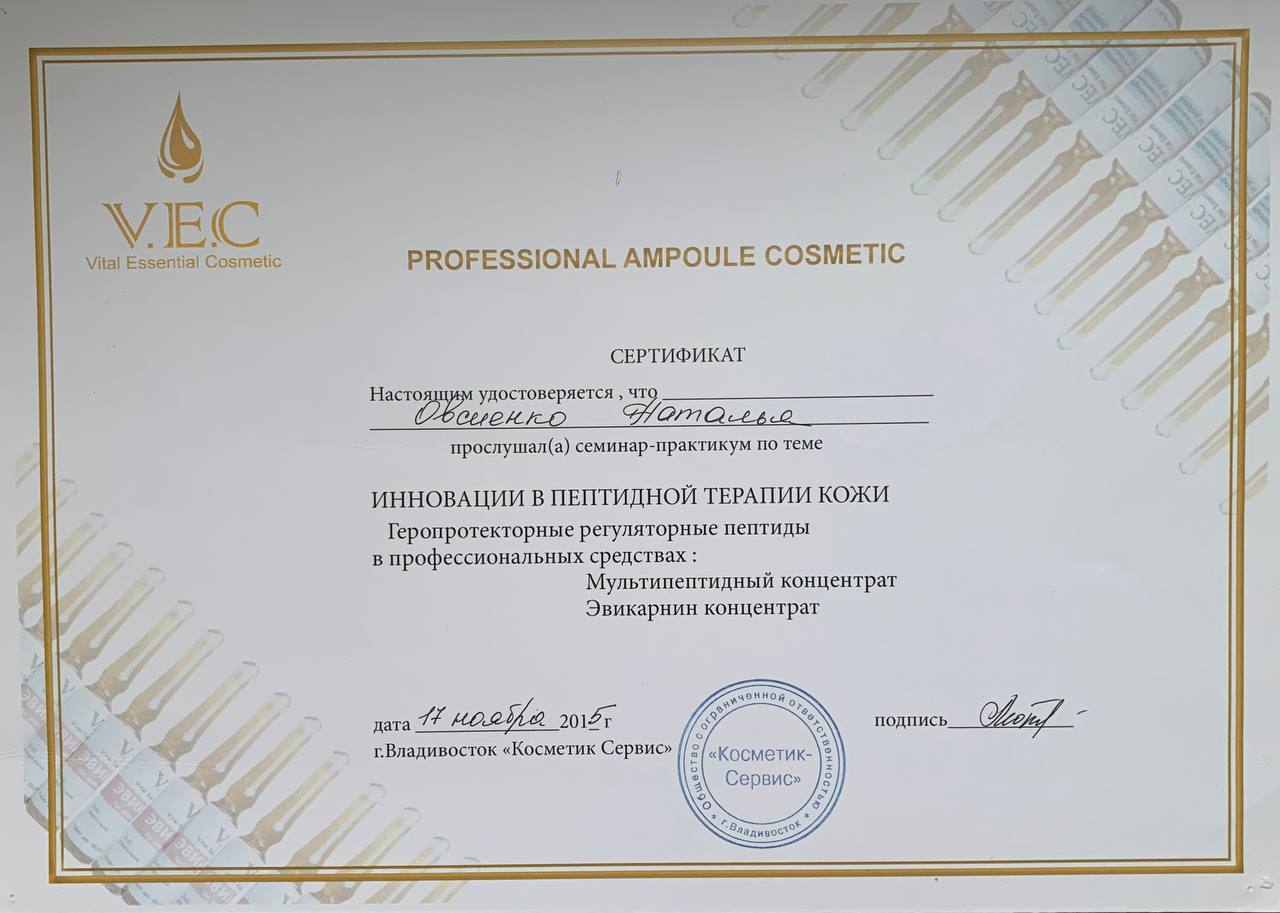 V.E.C
Vital Essential Cosmetic
PROFESSIONAL AMPOULE COSMETIC
СЕРТИФИКАТ
Настоящим удостоверяется , что
Овсиенко Наталья
прослушал(а) семинар-практикум по теме
ИННОВАЦИИ В ПЕПТИДНОЙ ТЕРАПИИ КОЖИ
Геропротекторные регуляторные пептиды
в профессиональных средствах :
Мультипептидный концентрат
Эвикарнин концентрат
дата 17 ноября 2015 г
г.Владивосток «Косметик Сервис»
Общество с ограниченной ответственностью
«Косметик-
Сервис»
* г.Владивосток *
подпись